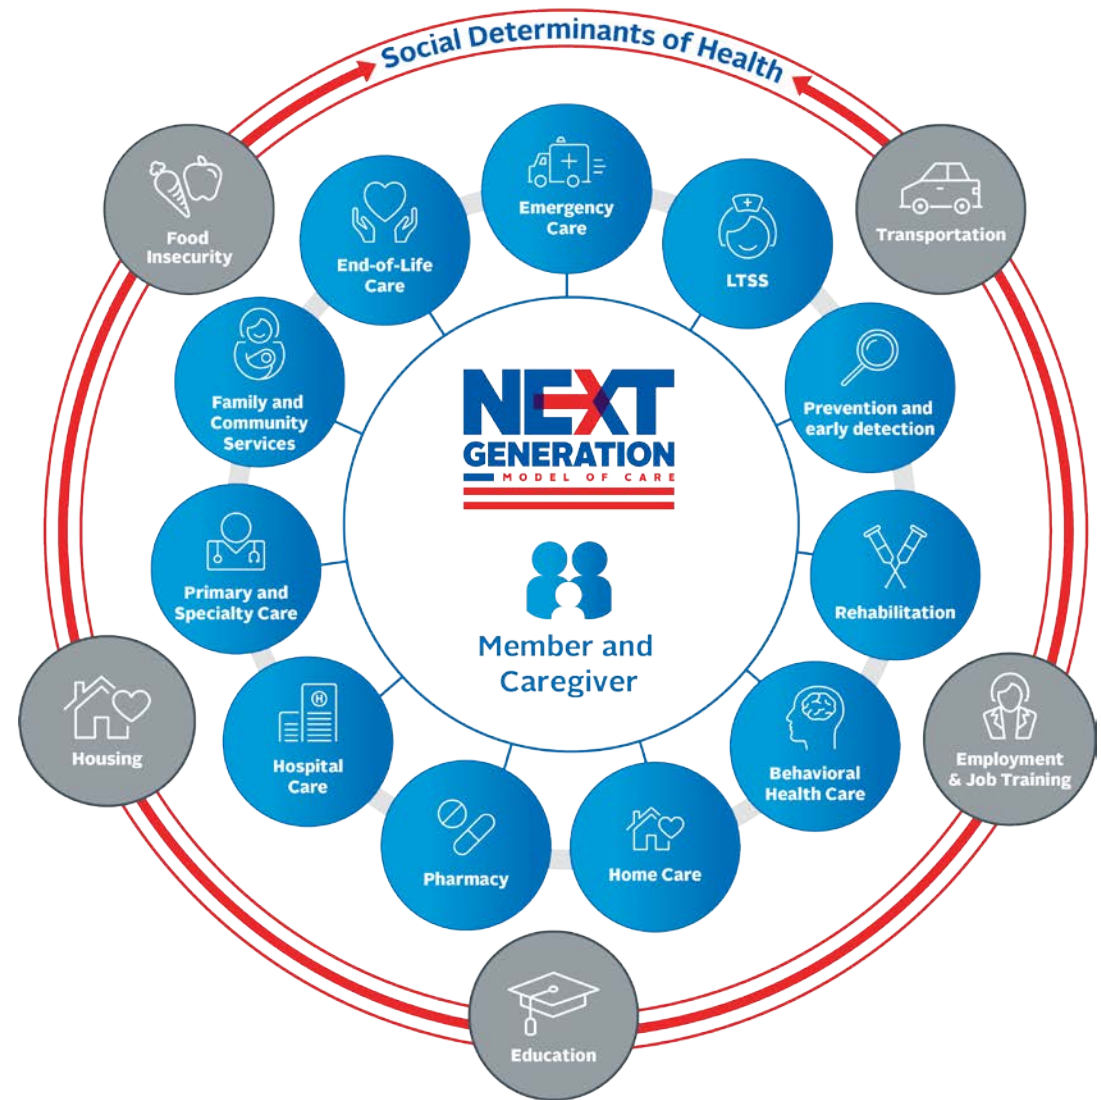 Social Determinants of Health
Food
Insecurity
Transportation
Emergency
Care
End-of-Life
Care
LTSS
Family and
Community
Services
Prevention and
early detection
NEXT
GENERATION
MODEL OF CARE
Primary and
Specialty Care
Rehabilitation
Member and
Caregiver
Housing
H
Hospital
Care
Behavioral
Health Care
Employment
& Job Training
Pharmacy
Home Care
Education